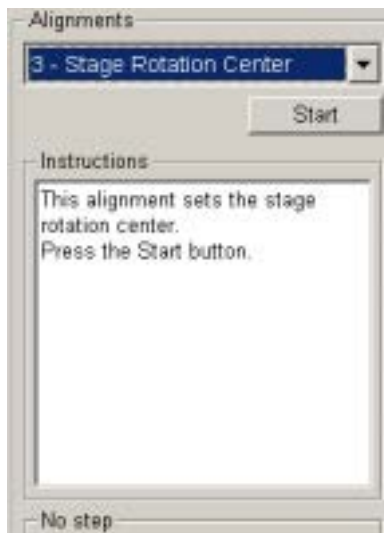 Alignments
3 - Stage Rotation Center
Start
Instructions
This alignment sets the stage
rotation center.
Press the Start button.
No step